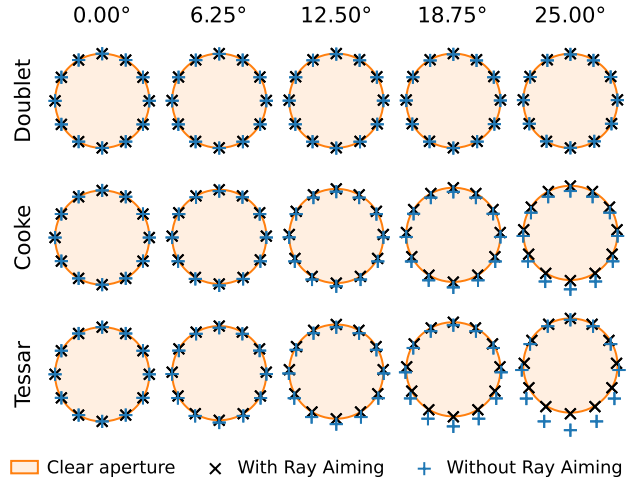 0.00° 6.25° 12.50° 18.75° 25.00°
Doublet
Cooke
Tessar
Clear aperture With Ray Aiming Without Ray Aiming